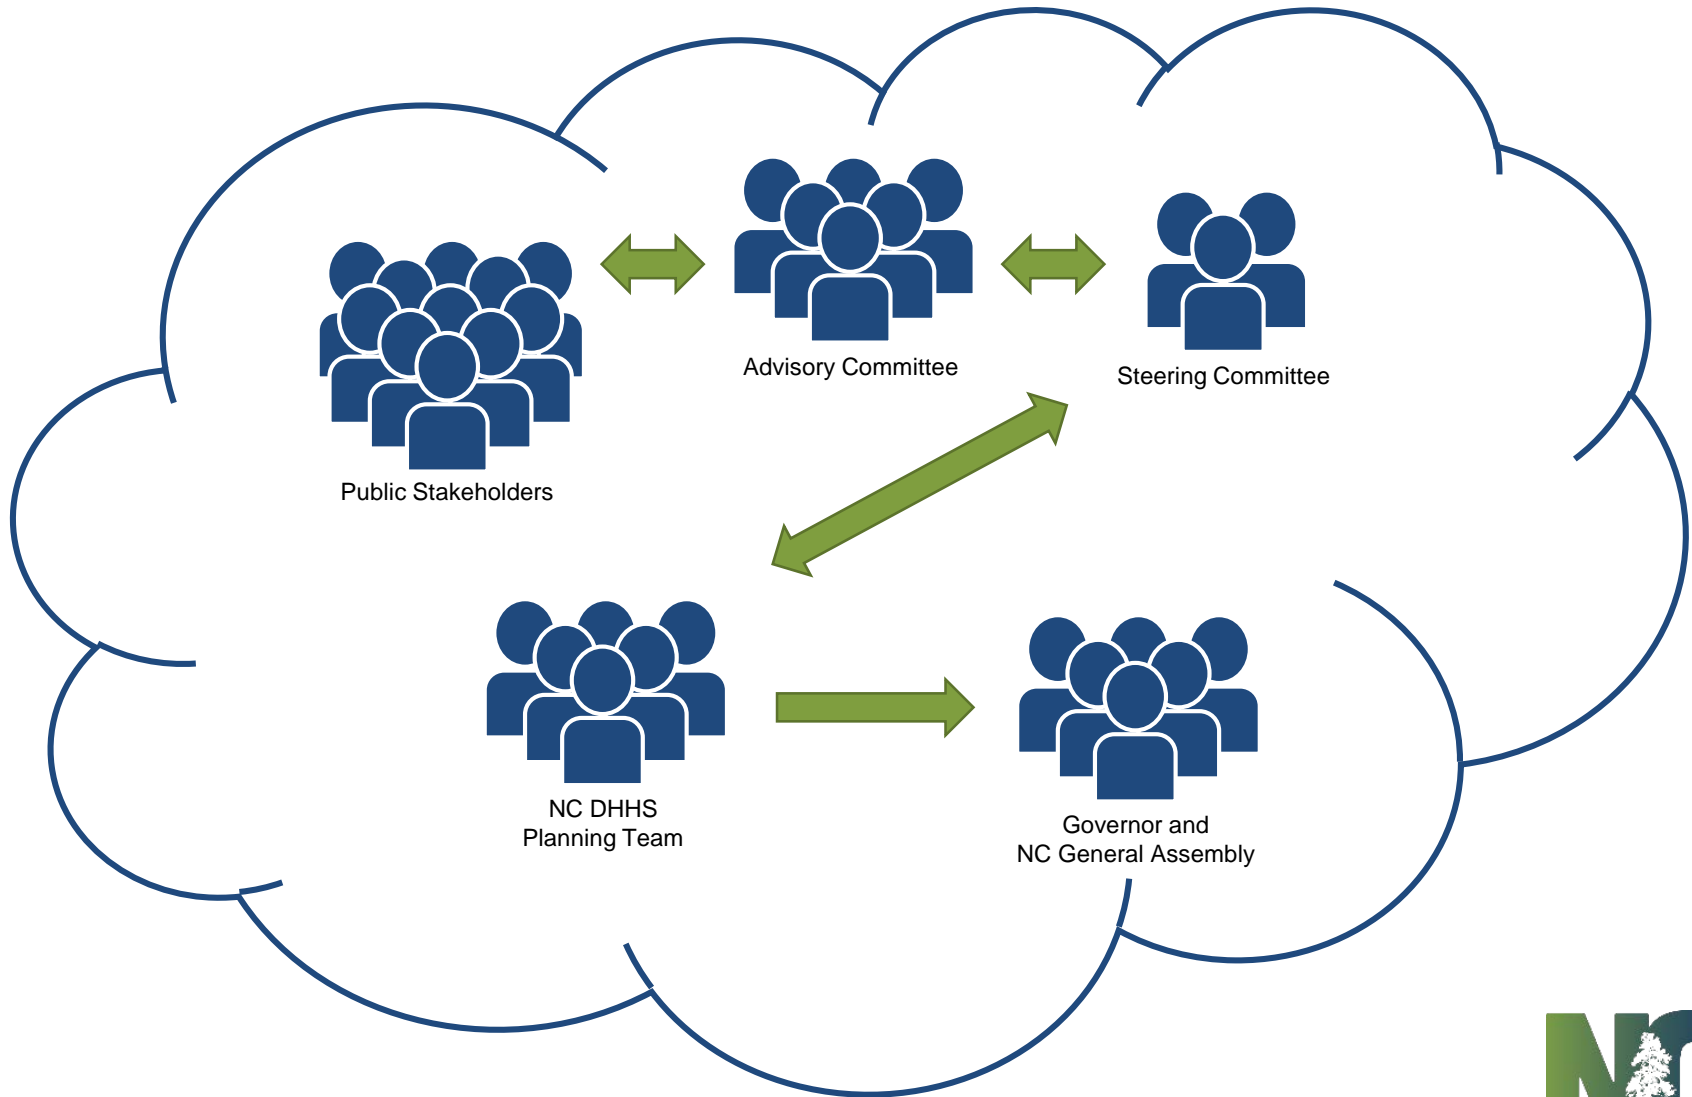 Advisory Committee
Steering Committee
Public Stakeholders
NC DHHS
Planning Team
Governor and
NC General Assembly